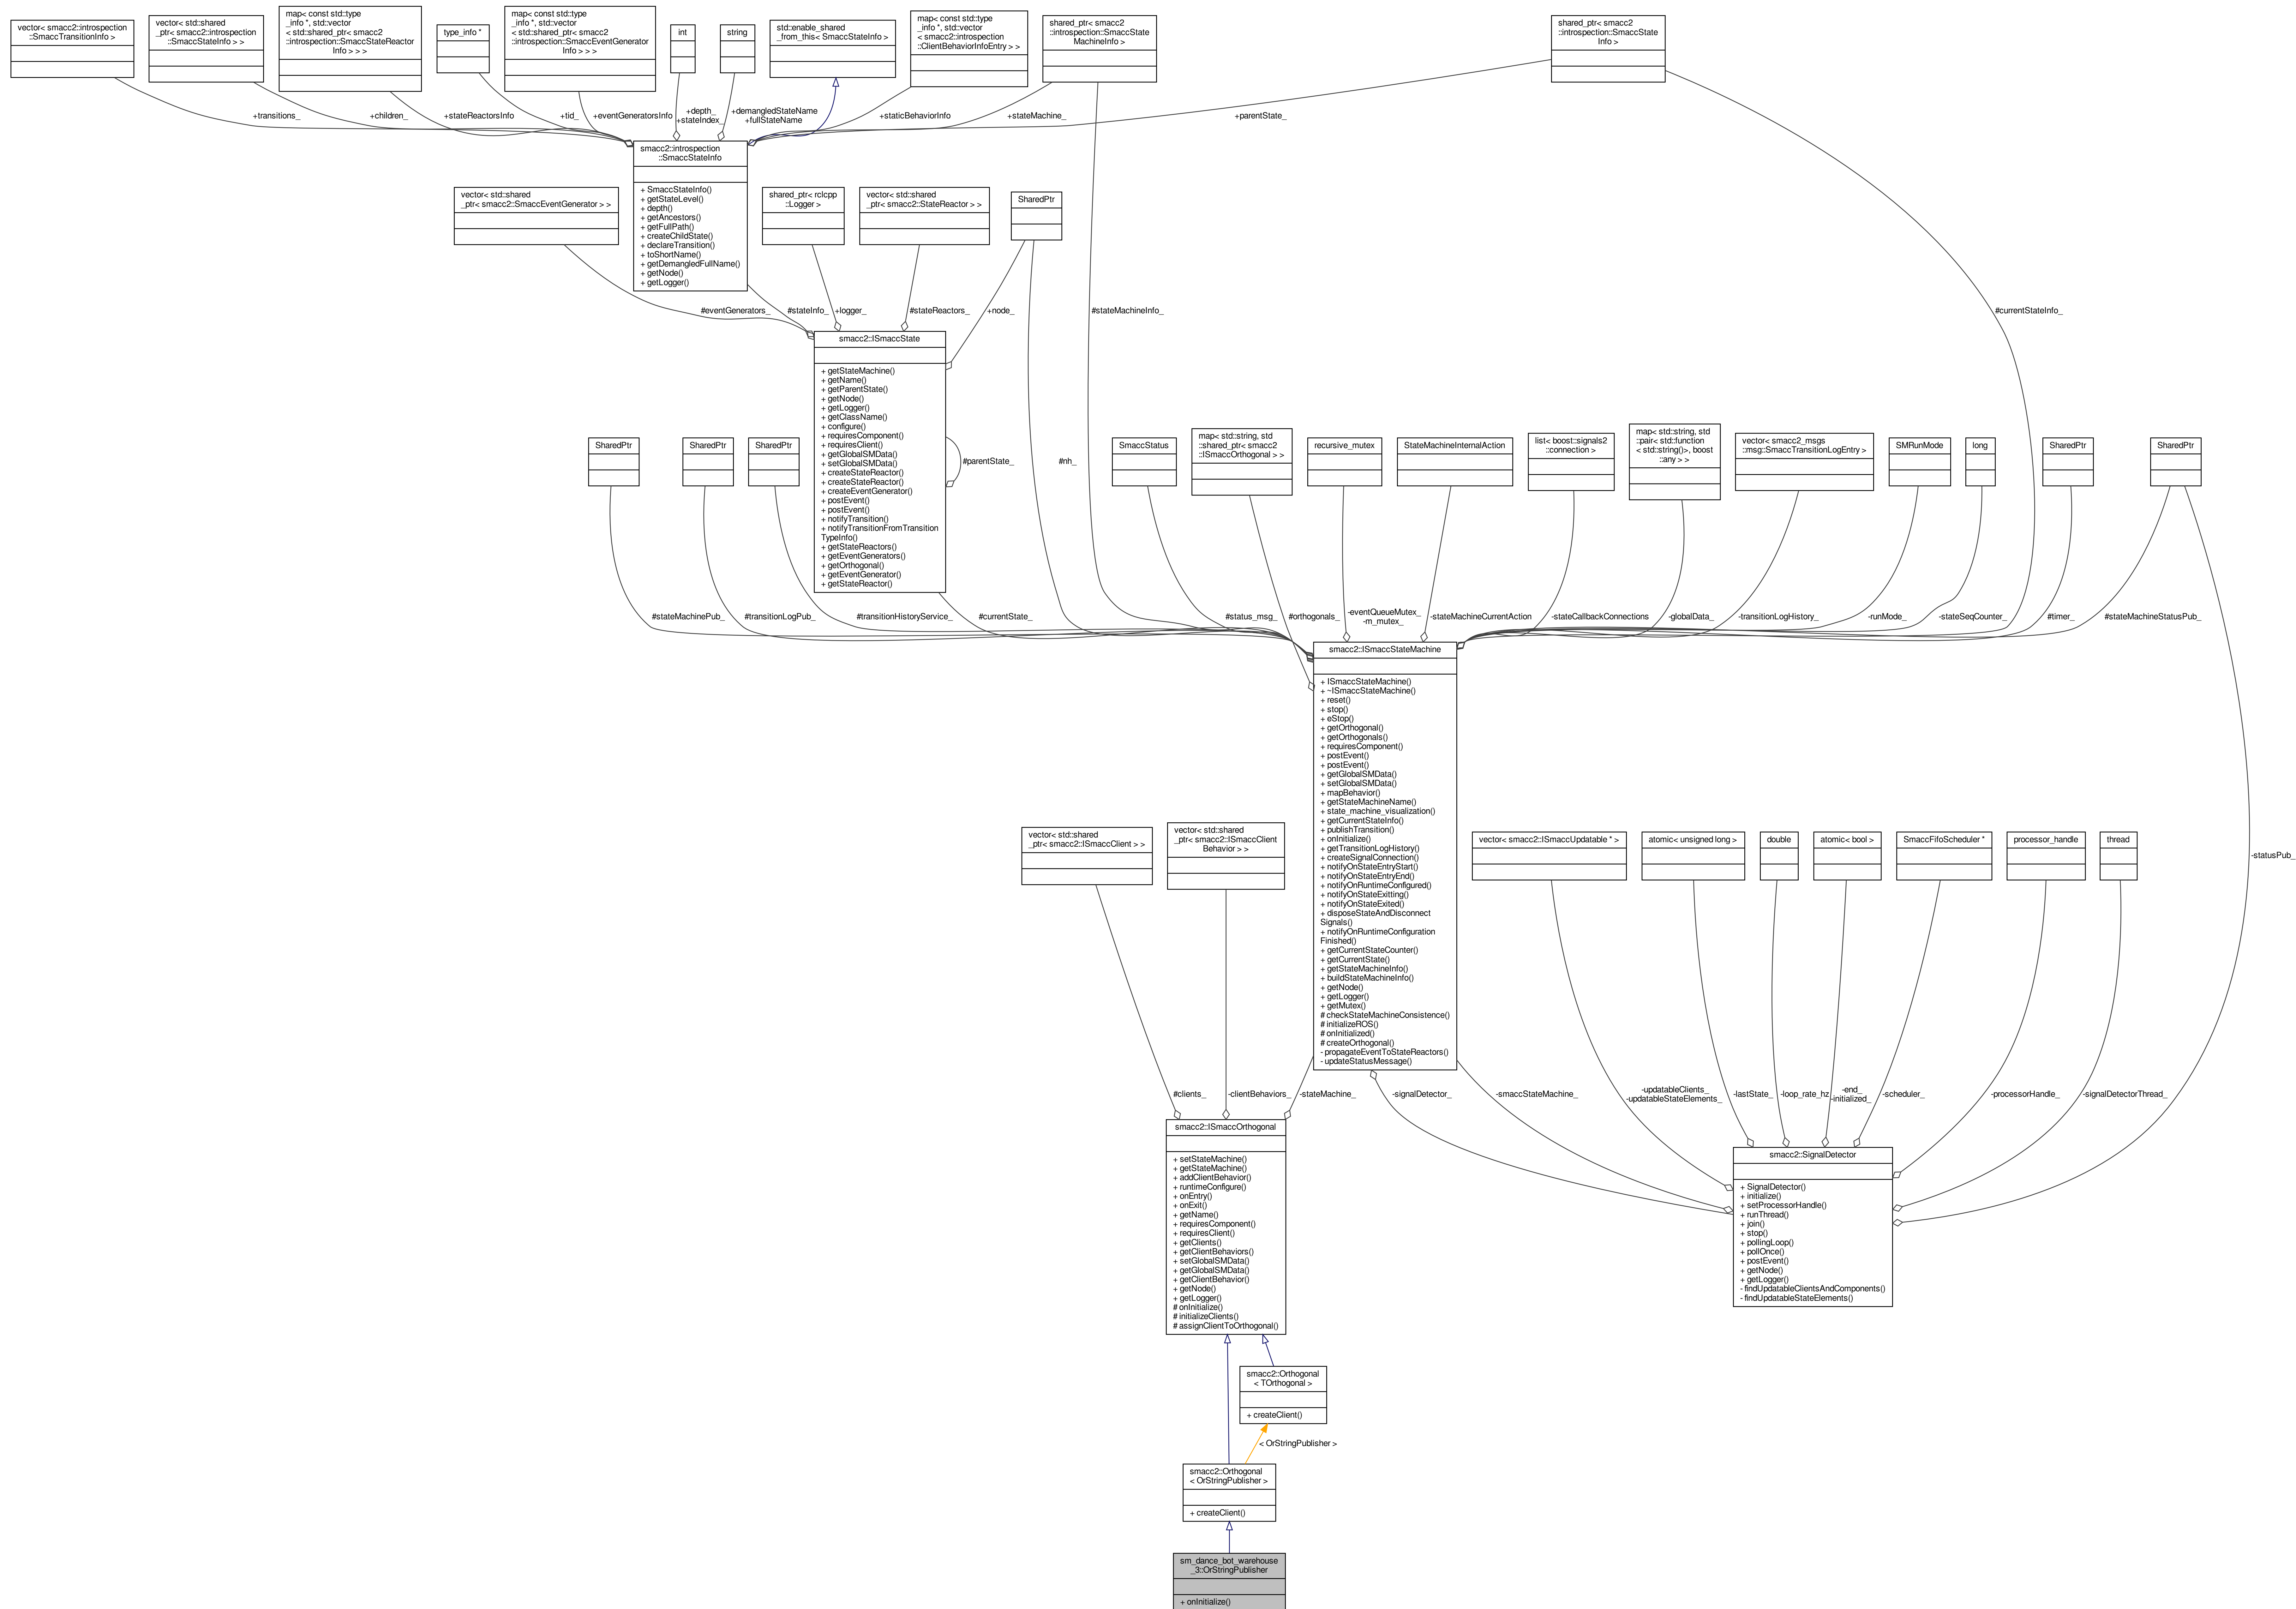 vector< smacc2::introspection
::SmaccTransitionInfo >
vector< std::shared
_ptr< smacc2::introspection
::SmaccStateInfo > >
map< const std::type
_info *, std::vector
< std::shared_ptr< smacc2
::introspection::SmaccStateReactor
Info > > >
type_info *
map< const std::type
_info *, std::vector
< std::shared_ptr< smacc2
::introspection::SmaccEventGenerator
Info > > >
int
string
std::enable_shared
_from_this< SmaccStateInfo >
map< const std::type
_info *, std::vector
< smacc2::introspection
::ClientBehaviorInfoEntry > >
shared_ptr< smacc2
::introspection::SmaccState
MachineInfo >
shared_ptr< smacc2
::introspection::SmaccState
Info >
+transitions_
+children_
+stateReactorsInfo
+tid_
+eventGeneratorsInfo
+depth_
+stateIndex_
+demangledStateName
+fullStateName
+staticBehaviorInfo
+stateMachine_
+parentState_
smacc2::introspection
::SmaccStateInfo
+ SmaccStateInfo()
+ getStateLevel()
+ depth()
+ getAncestors()
+ getFullPath()
+ createChildState()
+ declareTransition()
+ toShortName()
+ getDemangledFullName()
+ getNode()
+ getLogger()
vector< std::shared
_ptr< smacc2::SmaccEventGenerator > >
shared_ptr< rclcpp
::Logger >
vector< std::shared
_ptr< smacc2::StateReactor > >
SharedPtr
#eventGenerators_
#stateInfo_
+logger_
#stateReactors_
+node_
#stateMachineInfo_
#currentStateInfo_
smacc2::ISmaccState
+ getStateMachine()
+ getName()
+ getParentState()
+ getNode()
+ getLogger()
+ getClassName()
+ configure()
+ requiresComponent()
+ requiresClient()
+ getGlobalSMData()
+ setGlobalSMData()
+ createStateReactor()
+ createStateReactor()
+ createEventGenerator()
+ postEvent()
+ postEvent()
+ notifyTransition()
+ notifyTransitionFromTransition
TypeInfo()
+ getStateReactors()
+ getEventGenerators()
+ getOrthogonal()
+ getEventGenerator()
+ getStateReactor()
#parentState_
#nh_
SharedPtr
SharedPtr
SharedPtr
SmaccStatus
map< std::string, std
::shared_ptr< smacc2
::ISmaccOrthogonal > >
recursive_mutex
StateMachineInternalAction
list< boost::signals2
::connection >
map< std::string, std
::pair< std::function
< std::string()>, boost
::any > >
vector< smacc2_msgs
::msg::SmaccTransitionLogEntry >
SMRunMode
long
SharedPtr
SharedPtr
#stateMachinePub_
#transitionLogPub_
#transitionHistoryService_
#currentState_
#status_msg_
#orthogonals_
-eventQueueMutex_
-m_mutex_
-stateMachineCurrentAction
-stateCallbackConnections
-globalData_
-transitionLogHistory_
-runMode_
-stateSeqCounter_
#timer_
#stateMachineStatusPub_
smacc2::ISmaccStateMachine
+ ISmaccStateMachine()
+ ~ISmaccStateMachine()
+ reset()
+ stop()
+ eStop()
+ getOrthogonal()
+ getOrthogonals()
+ requiresComponent()
+ postEvent()
+ postEvent()
+ getGlobalSMData()
+ setGlobalSMData()
+ mapBehavior()
+ getStateMachineName()
+ state_machine_visualization()
+ getCurrentStateInfo()
+ publishTransition()
+ onInitialize()
+ getTransitionLogHistory()
+ createSignalConnection()
+ notifyOnStateEntryStart()
+ notifyOnStateEntryEnd()
+ notifyOnRuntimeConfigured()
+ notifyOnStateExitting()
+ notifyOnStateExited()
+ disposeStateAndDisconnect
Signals()
+ notifyOnRuntimeConfiguration
Finished()
+ getCurrentStateCounter()
+ getCurrentState()
+ getStateMachineInfo()
+ buildStateMachineInfo()
+ getNode()
+ getLogger()
+ getMutex()
# checkStateMachineConsistence()
# initializeROS()
# onInitialized()
# createOrthogonal()
- propagateEventToStateReactors()
- updateStatusMessage()
vector< std::shared
_ptr< smacc2::ISmaccClient > >
vector< std::shared
_ptr< smacc2::ISmaccClient
Behavior > >
vector< smacc2::ISmaccUpdatable * >
atomic< unsigned long >
double
atomic< bool >
SmaccFifoScheduler *
processor_handle
thread
-statusPub_
#clients_
-clientBehaviors_
-stateMachine_
-signalDetector_
-smaccStateMachine_
-updatableClients_
-updatableStateElements_
-lastState_
-loop_rate_hz
-end_
-initialized_
-scheduler_
-processorHandle_
-signalDetectorThread_
smacc2::ISmaccOrthogonal
+ setStateMachine()
+ getStateMachine()
+ addClientBehavior()
+ runtimeConfigure()
+ onEntry()
+ onExit()
+ getName()
+ requiresComponent()
+ requiresClient()
+ getClients()
+ getClientBehaviors()
+ setGlobalSMData()
+ getGlobalSMData()
+ getClientBehavior()
+ getNode()
+ getLogger()
# onInitialize()
# initializeClients()
# assignClientToOrthogonal()
smacc2::SignalDetector
+ SignalDetector()
+ initialize()
+ setProcessorHandle()
+ runThread()
+ join()
+ stop()
+ pollingLoop()
+ pollOnce()
+ postEvent()
+ getNode()
+ getLogger()
- findUpdatableClientsAndComponents()
- findUpdatableStateElements()
smacc2::Orthogonal
< TOrthogonal >
+ createClient()
< OrStringPublisher >
smacc2::Orthogonal
< OrStringPublisher >
+ createClient()
sm_dance_bot_warehouse
_3::OrStringPublisher
+ onInitialize()